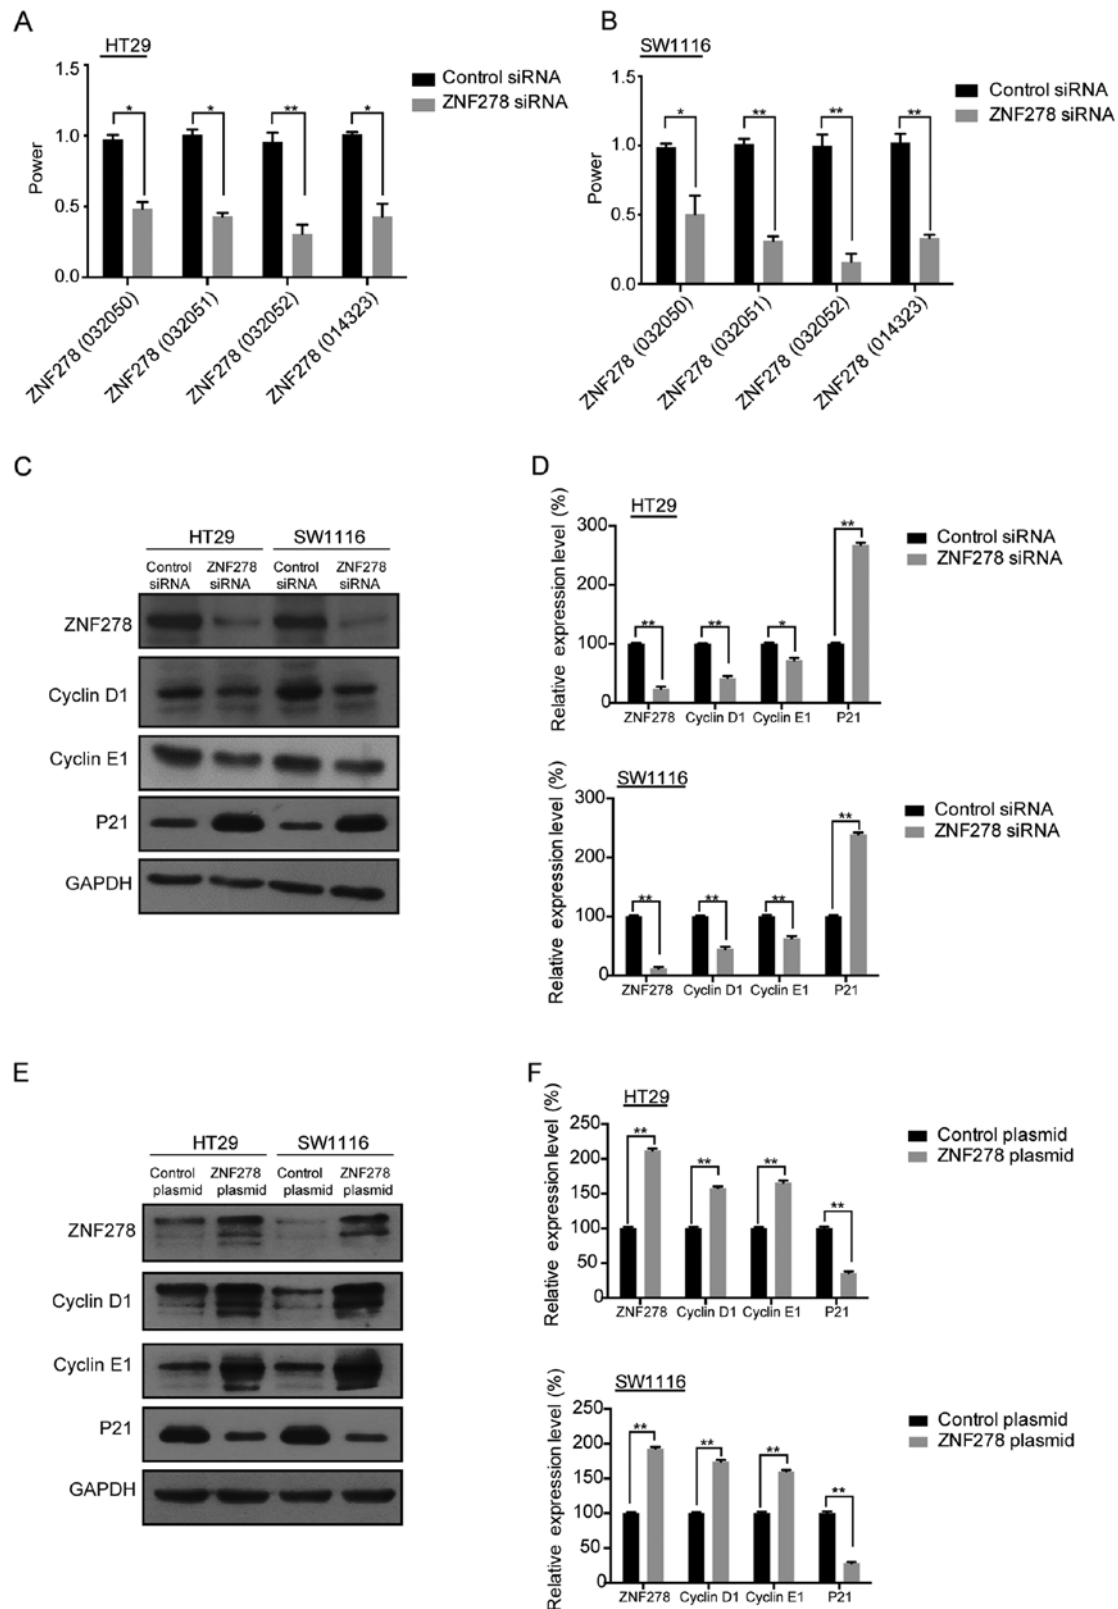 A
HT29
Control siRNA
ZNF278 siRNA
Power
1.5
1.0
0.5
0.0
* * ** *
ZNF278 (032050)
ZNF278 (032051)
ZNF278 (032052)
ZNF278 (014323)
B
SW1116
Control siRNA
ZNF278 siRNA
Power
1.5
1.0
0.5
0.0
* ** ** **
ZNF278 (032050)
ZNF278 (032051)
ZNF278 (032052)
ZNF278 (014323)
C
HT29 SW1116
Control siRNA ZNF278 siRNA Control siRNA ZNF278 siRNA
ZNF278
Cyclin D1
Cyclin E1
P21
GAPDH
D
HT29
Control siRNA
ZNF278 siRNA
Relative expression level (%)
300
200
100
0
** ** * **
ZNF278 Cyclin D1 Cyclin E1 P21
SW1116
Control siRNA
ZNF278 siRNA
Relative expression level (%)
300
200
100
0
** ** ** **
ZNF278 Cyclin D1 Cyclin E1 P21
E
HT29 SW1116
Control plasmid ZNF278 plasmid Control plasmid ZNF278 plasmid
ZNF278
Cyclin D1
Cyclin E1
P21
GAPDH
F
HT29
Control plasmid
ZNF278 plasmid
Relative expression level (%)
250
200
150
100
50
0
** ** ** **
ZNF278 Cyclin D1 Cyclin E1 P21
SW1116
Control plasmid
ZNF278 plasmid
Relative expression level (%)
250
200
150
100
50
0
** ** ** **
ZNF278 Cyclin D1 Cyclin E1 P21